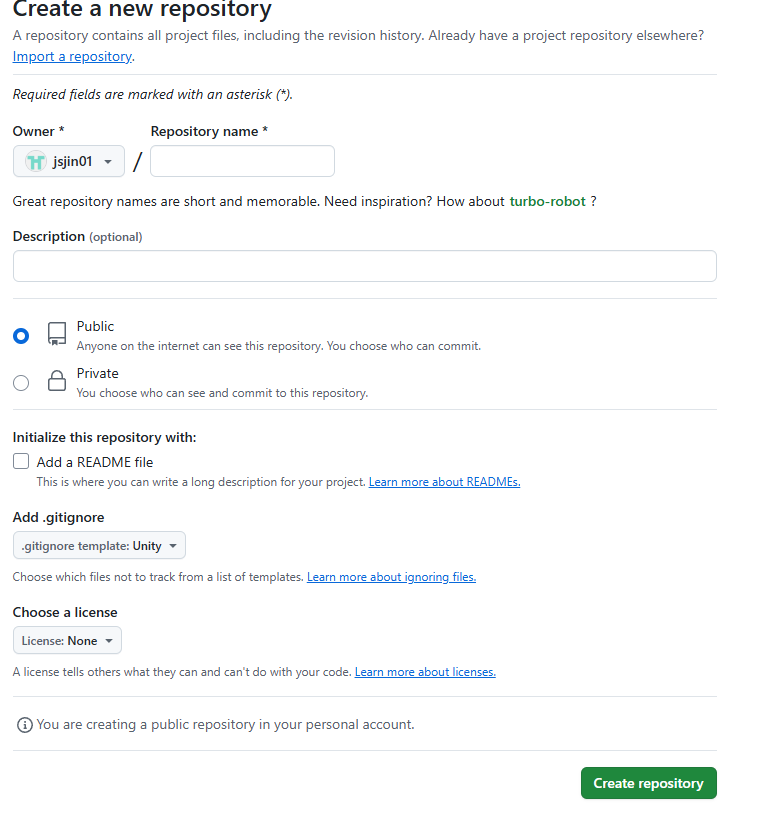 Create a new repository
A repository contains all project files, including the revision history. Already have a project repository elsewhere?
Import a repository.
Required fields are marked with an asterisk (*).
Owner * Repository name *
jsjin01 /
Great repository names are short and memorable. Need inspiration? How about turbo-robot ?
Description (optional)
Public
Anyone on the internet can see this repository. You choose who can commit.
Private
You choose who can see and commit to this repository.
Initialize this repository with:
Add a README file
This is where you can write a long description for your project. Learn more about READMEs.
Add .gitignore
.gitignore template: Unity
Choose which files not to track from a list of templates. Learn more about ignoring files.
Choose a license
License: None
A license tells others what they can and can't do with your code. Learn more about licenses.
You are creating a public repository in your personal account.
Create repository